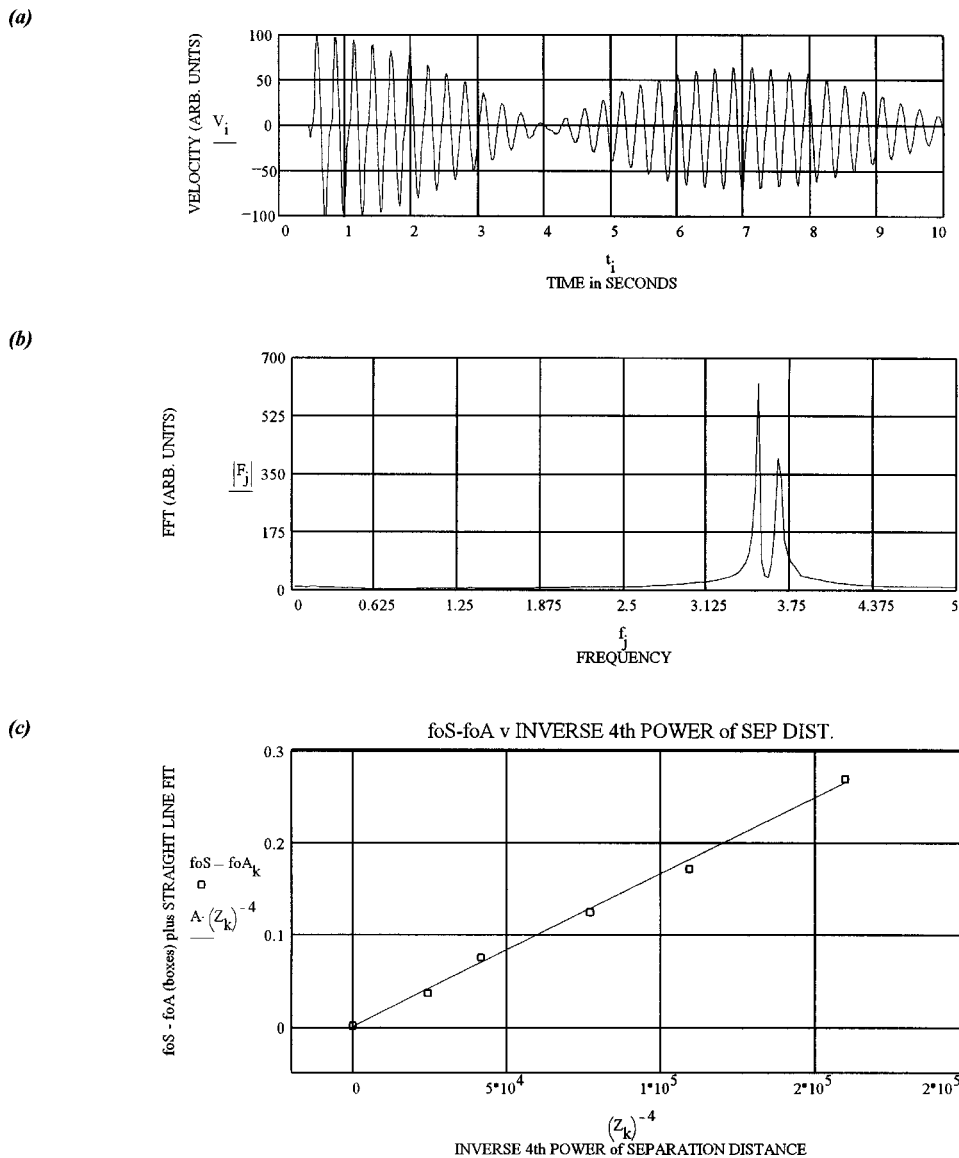 (a)
VELOCITY (ARB. UNITS)
V_i
100
50
0
−50
−100
0 1 2 3 4 5 6 7 8 9 10
t_i
TIME in SECONDS
(b)
FFT (ARB. UNITS)
|F_j|
700
525
350
175
0
0 0.625 1.25 1.875 2.5 3.125 3.75 4.375 5
f_j
FREQUENCY
(c)
foS-foA v INVERSE 4th POWER of SEP DIST.
foS - foA (boxes) plus STRAIGHT LINE FIT
foS − foA_k
A·(Z_k)^−4
0.3
0.2
0.1
0
0 5•10^4 1•10^5 2•10^5 2•10^5
(Z_k)^−4
INVERSE 4th POWER of SEPARATION DISTANCE